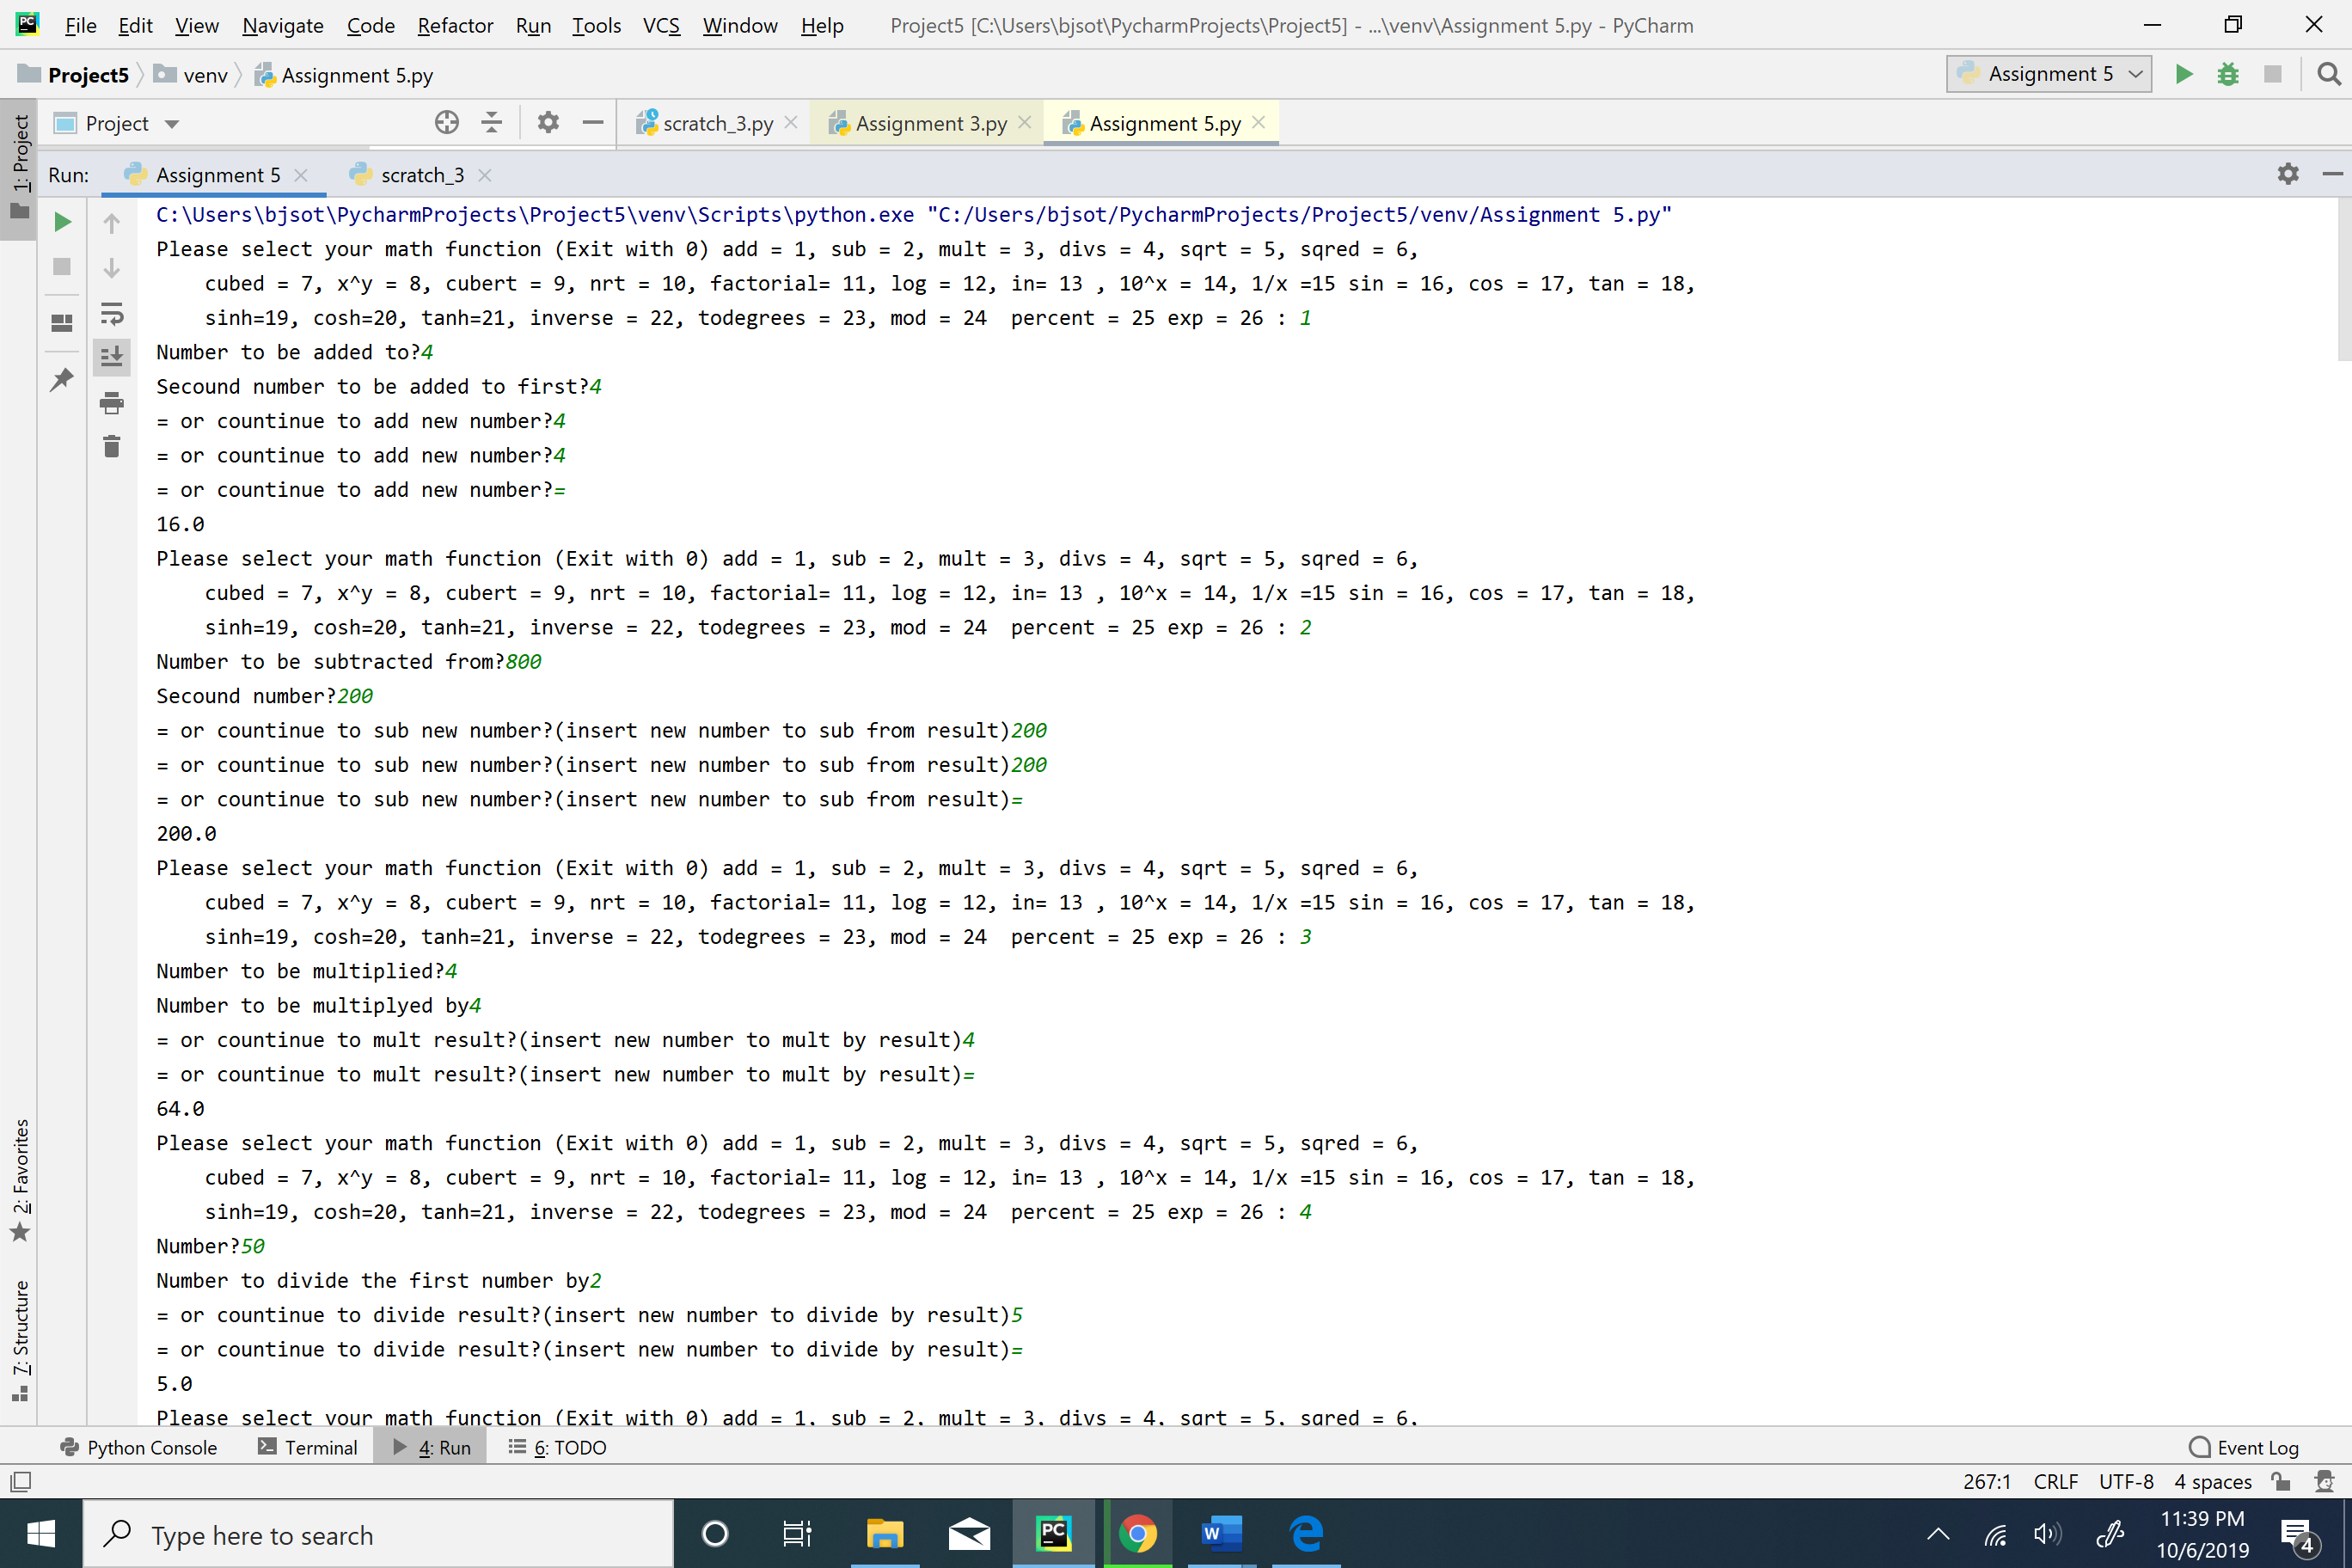 File Edit View Navigate Code Refactor Run Tools VCS Window Help Project5 [C:\Users\bjsot\PycharmProjects\Project5] - ...\venv\Assignment 5.py - PyCharm
Project5 venv Assignment 5.py Assignment 5
1: Project Project scratch_3.py Assignment 3.py Assignment 5.py
Run: Assignment 5 scratch_3
C:\Users\bjsot\PycharmProjects\Project5\venv\Scripts\python.exe "C:/Users/bjsot/PycharmProjects/Project5/venv/Assignment 5.py"
Please select your math function (Exit with 0) add = 1, sub = 2, mult = 3, divs = 4, sqrt = 5, sqred = 6,
cubed = 7, x^y = 8, cubert = 9, nrt = 10, factorial= 11, log = 12, in= 13 , 10^x = 14, 1/x =15 sin = 16, cos = 17, tan = 18,
sinh=19, cosh=20, tanh=21, inverse = 22, todegrees = 23, mod = 24  percent = 25 exp = 26 : 1
Number to be added to?4
Secound number to be added to first?4
= or countinue to add new number?4
= or countinue to add new number?4
= or countinue to add new number?=
16.0
Please select your math function (Exit with 0) add = 1, sub = 2, mult = 3, divs = 4, sqrt = 5, sqred = 6,
cubed = 7, x^y = 8, cubert = 9, nrt = 10, factorial= 11, log = 12, in= 13 , 10^x = 14, 1/x =15 sin = 16, cos = 17, tan = 18,
sinh=19, cosh=20, tanh=21, inverse = 22, todegrees = 23, mod = 24  percent = 25 exp = 26 : 2
Number to be subtracted from?800
Secound number?200
= or countinue to sub new number?(insert new number to sub from result)200
= or countinue to sub new number?(insert new number to sub from result)200
= or countinue to sub new number?(insert new number to sub from result)=
200.0
Please select your math function (Exit with 0) add = 1, sub = 2, mult = 3, divs = 4, sqrt = 5, sqred = 6,
cubed = 7, x^y = 8, cubert = 9, nrt = 10, factorial= 11, log = 12, in= 13 , 10^x = 14, 1/x =15 sin = 16, cos = 17, tan = 18,
sinh=19, cosh=20, tanh=21, inverse = 22, todegrees = 23, mod = 24  percent = 25 exp = 26 : 3
Number to be multiplied?4
Number to be multiplyed by4
= or countinue to mult result?(insert new number to mult by result)4
= or countinue to mult result?(insert new number to mult by result)=
64.0
Please select your math function (Exit with 0) add = 1, sub = 2, mult = 3, divs = 4, sqrt = 5, sqred = 6,
cubed = 7, x^y = 8, cubert = 9, nrt = 10, factorial= 11, log = 12, in= 13 , 10^x = 14, 1/x =15 sin = 16, cos = 17, tan = 18,
sinh=19, cosh=20, tanh=21, inverse = 22, todegrees = 23, mod = 24  percent = 25 exp = 26 : 4
Number?50
Number to divide the first number by2
= or countinue to divide result?(insert new number to divide by result)5
= or countinue to divide result?(insert new number to divide by result)=
5.0
Please select your math function (Exit with 0) add = 1, sub = 2, mult = 3, divs = 4, sqrt = 5, sqred = 6,
2: Favorites
7: Structure
Python Console Terminal 4: Run 6: TODO Event Log
267:1 CRLF UTF-8 4 spaces
Type here to search
PC
W
11:39 PM
10/6/2019
4